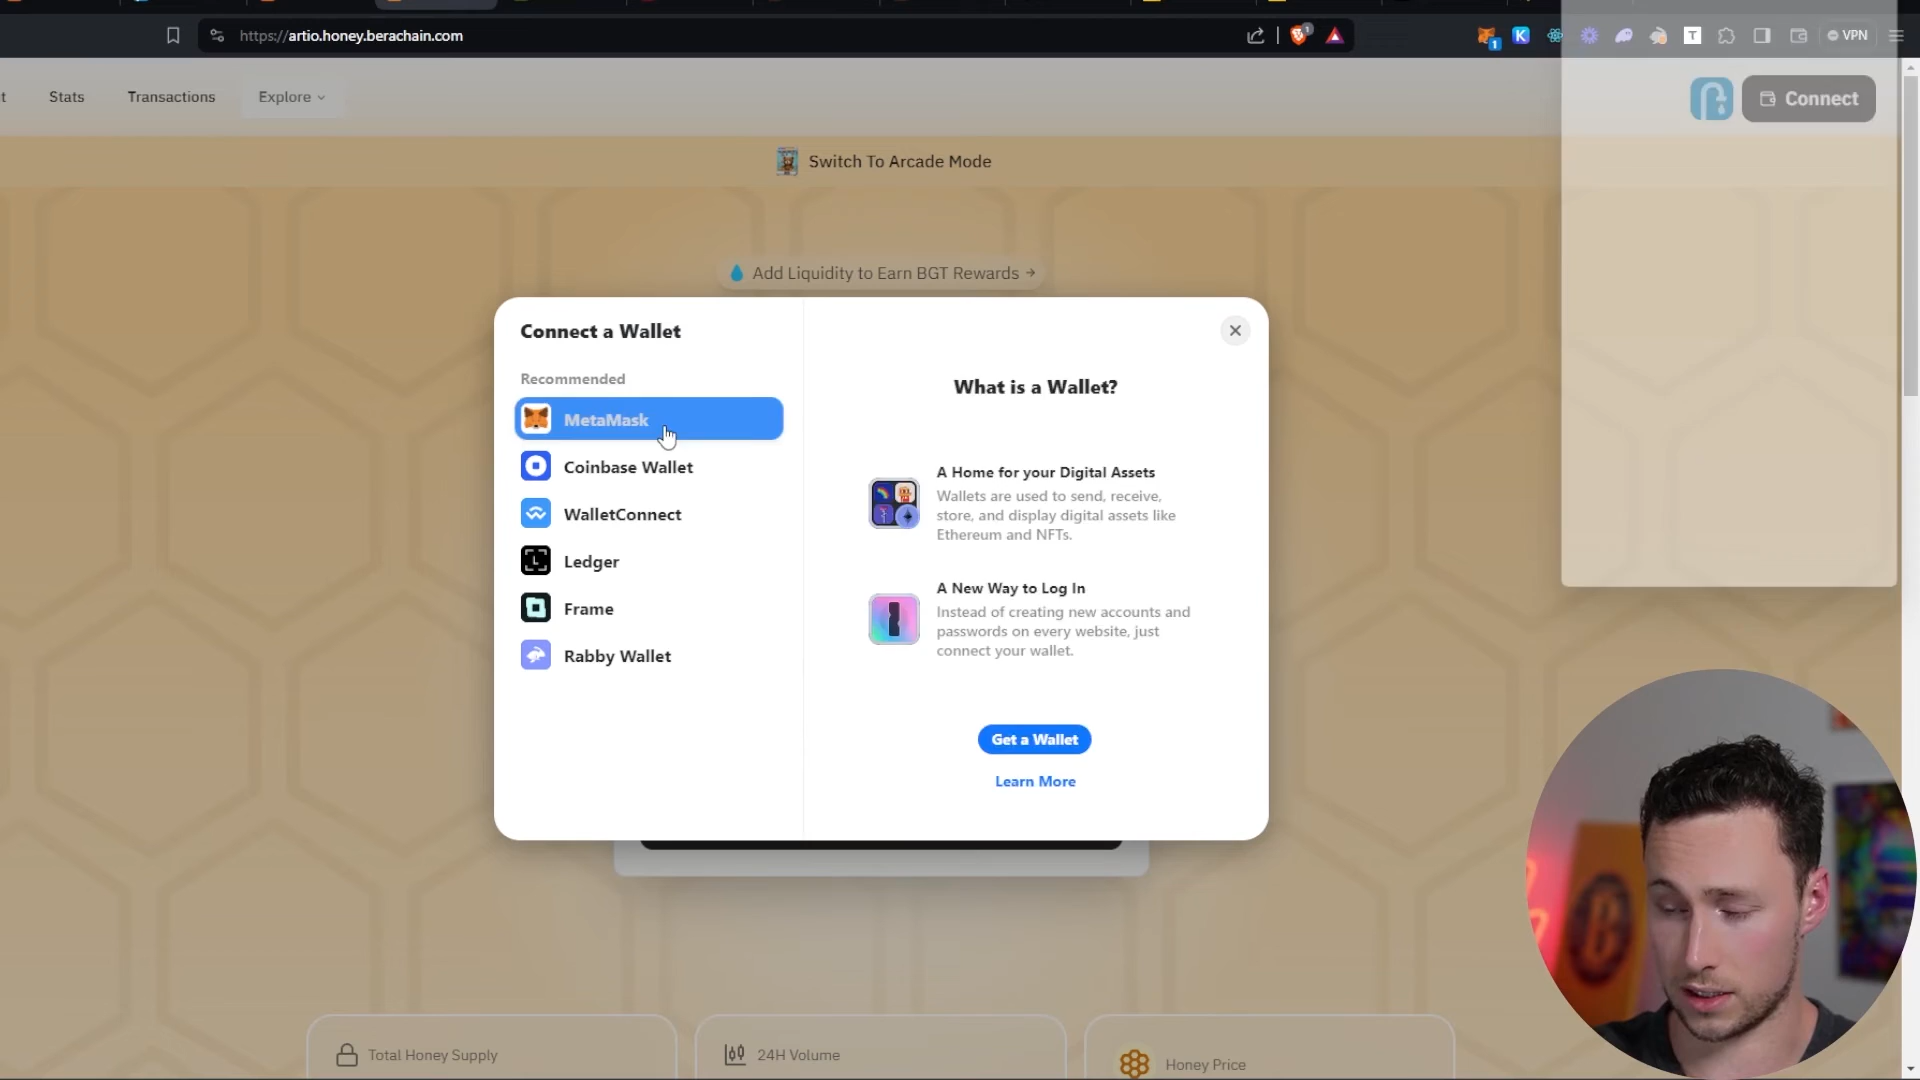 https://artio.honey.berachain.com
1
1
K
T
VPN
t
Stats
Transactions
Explore
Connect
Switch To Arcade Mode
Add Liquidity to Earn BGT Rewards →
Connect a Wallet
Recommended
MetaMask
Coinbase Wallet
WalletConnect
Ledger
Frame
Rabby Wallet
What is a Wallet?
A Home for your Digital Assets
Wallets are used to send, receive,
store, and display digital assets like
Ethereum and NFTs.
A New Way to Log In
Instead of creating new accounts and
passwords on every website, just
connect your wallet.
Get a Wallet
Learn More
Total Honey Supply
24H Volume
Honey Price